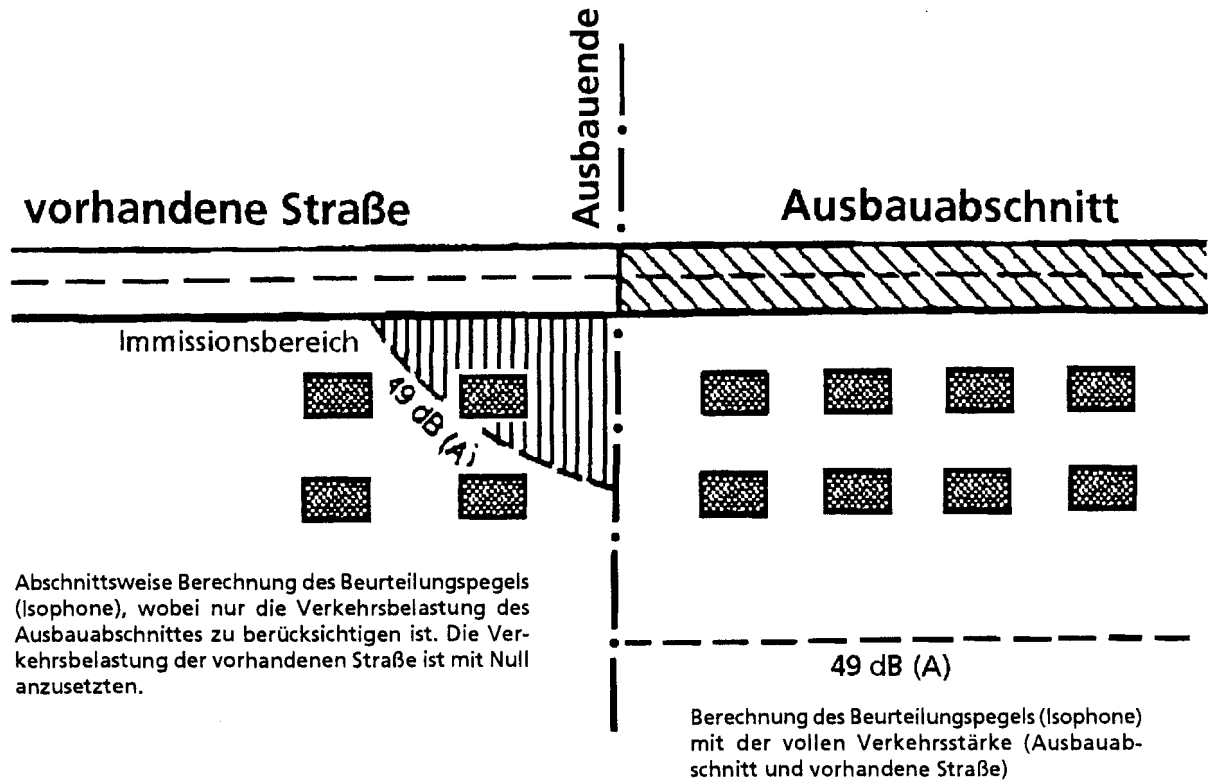 Ausbauende
vorhandene Straße
Ausbauabschnitt
Immissionsbereich
49 dB (A)
Abschnittsweise Berechnung des Beurteilungspegels
(Isophone), wobei nur die Verkehrsbelastung des
Ausbauabschnittes zu berücksichtigen ist. Die Ver-
kehrsbelastung der vorhandenen Straße ist mit Null
anzusetzten.
49 dB (A)
Berechnung des Beurteilungspegels (Isophone)
mit der vollen Verkehrsstärke (Ausbauab-
schnitt und vorhandene Straße)